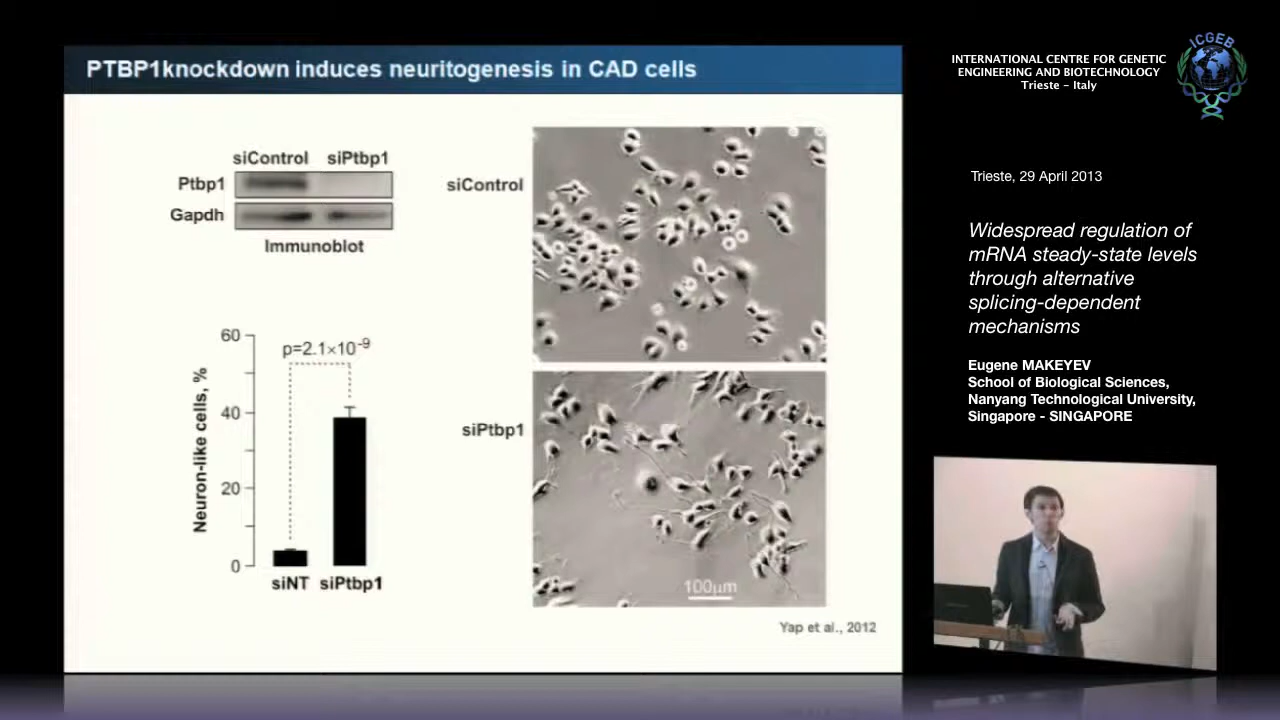 PTBP1knockdown induces neuritogenesis in CAD cells
siControl siPtbp1
Ptbp1
Gapdh
Immunoblot
60
40
20
0
p=2.1×10-9
Neuron-like cells, %
siNT siPtbp1
siControl
siPtbp1
100µm
Yap et al., 2012
INTERNATIONAL CENTRE FOR GENETIC
ENGINEERING AND BIOTECHNOLOGY
Trieste - Italy
ICGEB
Trieste, 29 April 2013
Widespread regulation of
mRNA steady-state levels
through alternative
splicing-dependent
mechanisms
Eugene MAKEYEV
School of Biological Sciences,
Nanyang Technological University,
Singapore - SINGAPORE